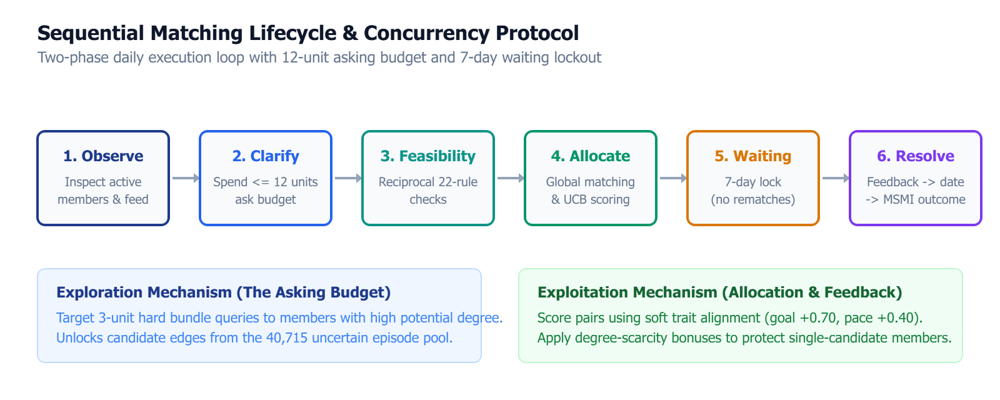 Sequential Matching Lifecycle & Concurrency Protocol
Two-phase daily execution loop with 12-unit asking budget and 7-day waiting lockout
1. Observe
Inspect active
members & feed
2. Clarify
Spend <= 12 units
ask budget
3. Feasibility
Reciprocal 22-rule
checks
4. Allocate
Global matching
& UCB scoring
5. Waiting
7-day lock
(no rematches)
6. Resolve
Feedback -> date
-> MSMI outcome
Exploration Mechanism (The Asking Budget)
Target 3-unit hard bundle queries to members with high potential degree.
Unlocks candidate edges from the 40,715 uncertain episode pool.
Exploitation Mechanism (Allocation & Feedback)
Score pairs using soft trait alignment (goal +0.70, pace +0.40).
Apply degree-scarcity bonuses to protect single-candidate members.